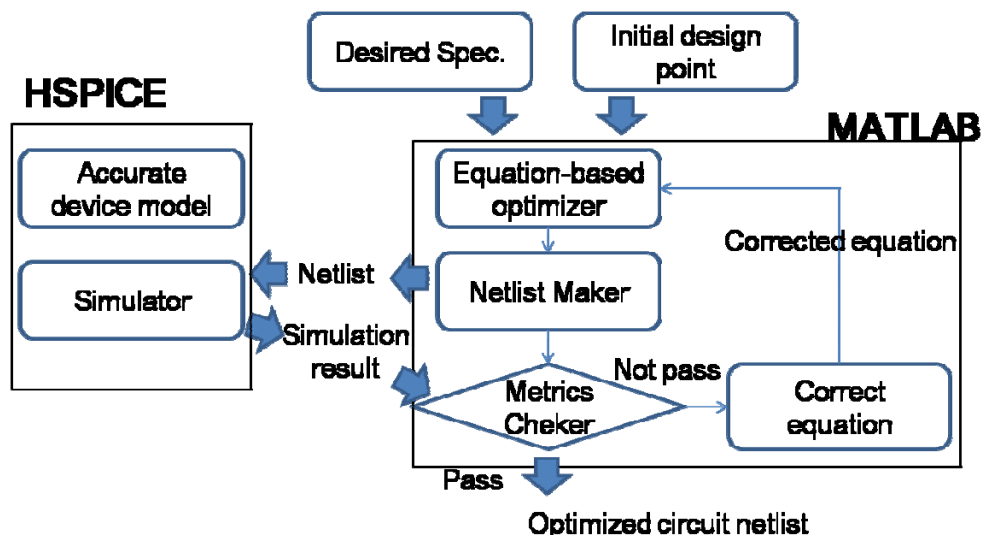 Desired Spec.
Initial design
point
HSPICE
MATLAB
Accurate
device model
Equation-based
optimizer
Corrected equation
Netlist
Simulator
Netlist Maker
Simulation
result
Not pass
Metrics
Cheker
Correct
equation
Pass
Optimized circuit netlist